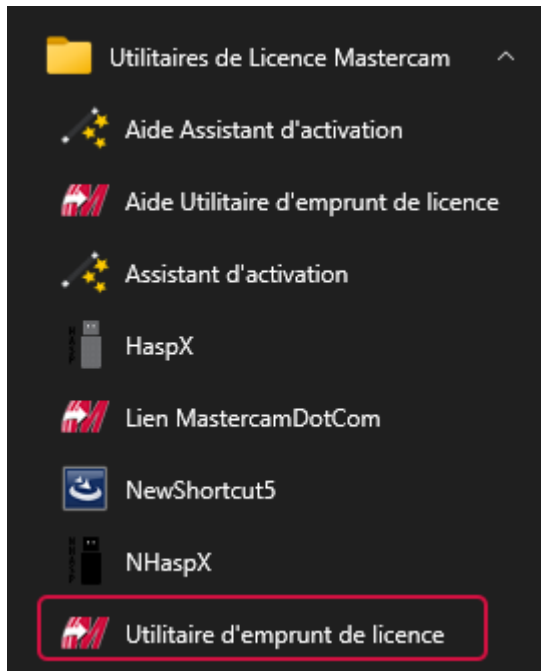 Utilitaires de Licence Mastercam
Aide Assistant d'activation
Aide Utilitaire d'emprunt de licence
Assistant d'activation
HaspX
Lien MastercamDotCom
NewShortcut5
NHaspX
Utilitaire d'emprunt de licence